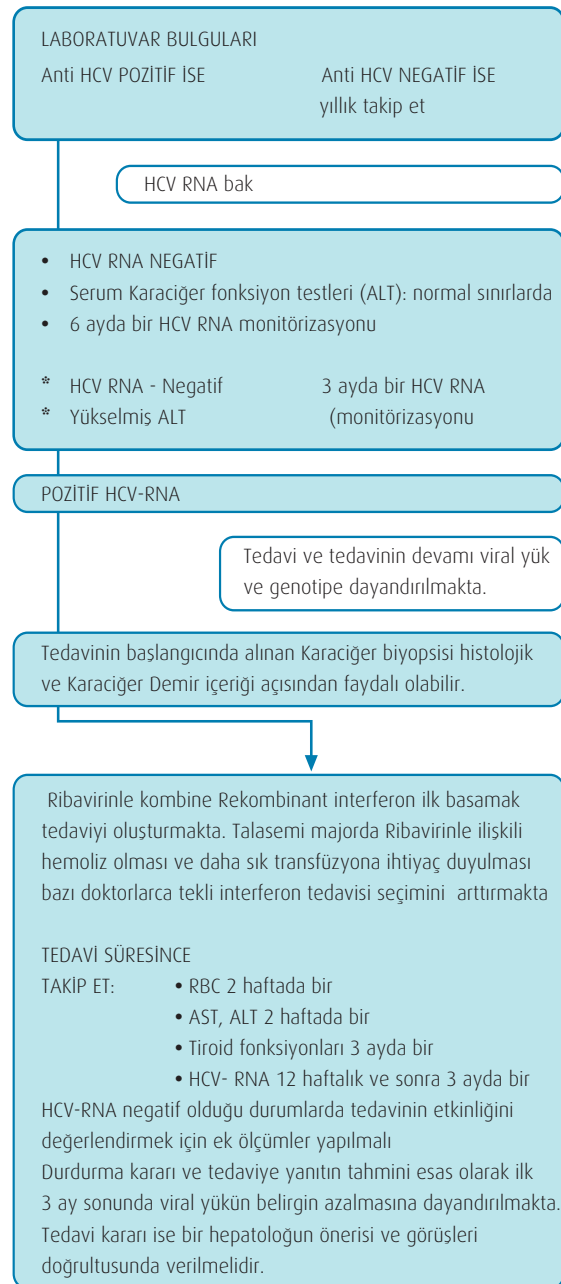 LABORATUVAR BULGULARI
Anti HCV POZİTİF İSE Anti HCV NEGATİF İSE
yıllık takip et
HCV RNA bak
• HCV RNA NEGATİF
• Serum Karaciğer fonksiyon testleri (ALT): normal sınırlarda
• 6 ayda bir HCV RNA monitörizasyonu
* HCV RNA - Negatif 3 ayda bir HCV RNA
* Yükselmiş ALT (monitörizasyonu
POZİTİF HCV-RNA
Tedavi ve tedavinin devamı viral yük
ve genotipe dayandırılmakta.
Tedavinin başlangıcında alınan Karaciğer biyopsisi histolojik
ve Karaciğer Demir içeriği açısından faydalı olabilir.
Ribavirinle kombine Rekombinant interferon ilk basamak
tedaviyi oluşturmakta. Talasemi majorda Ribavirinle ilişkili
hemoliz olması ve daha sık transfüzyona ihtiyaç duyulması
bazı doktorlarca tekli interferon tedavisi seçimini arttırmakta
TEDAVİ SÜRESİNCE
TAKİP ET: • RBC 2 haftada bir
• AST, ALT 2 haftada bir
• Tiroid fonksiyonları 3 ayda bir
• HCV- RNA 12 haftalık ve sonra 3 ayda bir
HCV-RNA negatif olduğu durumlarda tedavinin etkinliğini
değerlendirmek için ek ölçümler yapılmalı
Durdurma kararı ve tedaviye yanıtın tahmini esas olarak ilk
3 ay sonunda viral yükün belirgin azalmasına dayandırılmakta.
Tedavi kararı ise bir hepatoloğun önerisi ve görüşleri
doğrultusunda verilmelidir.